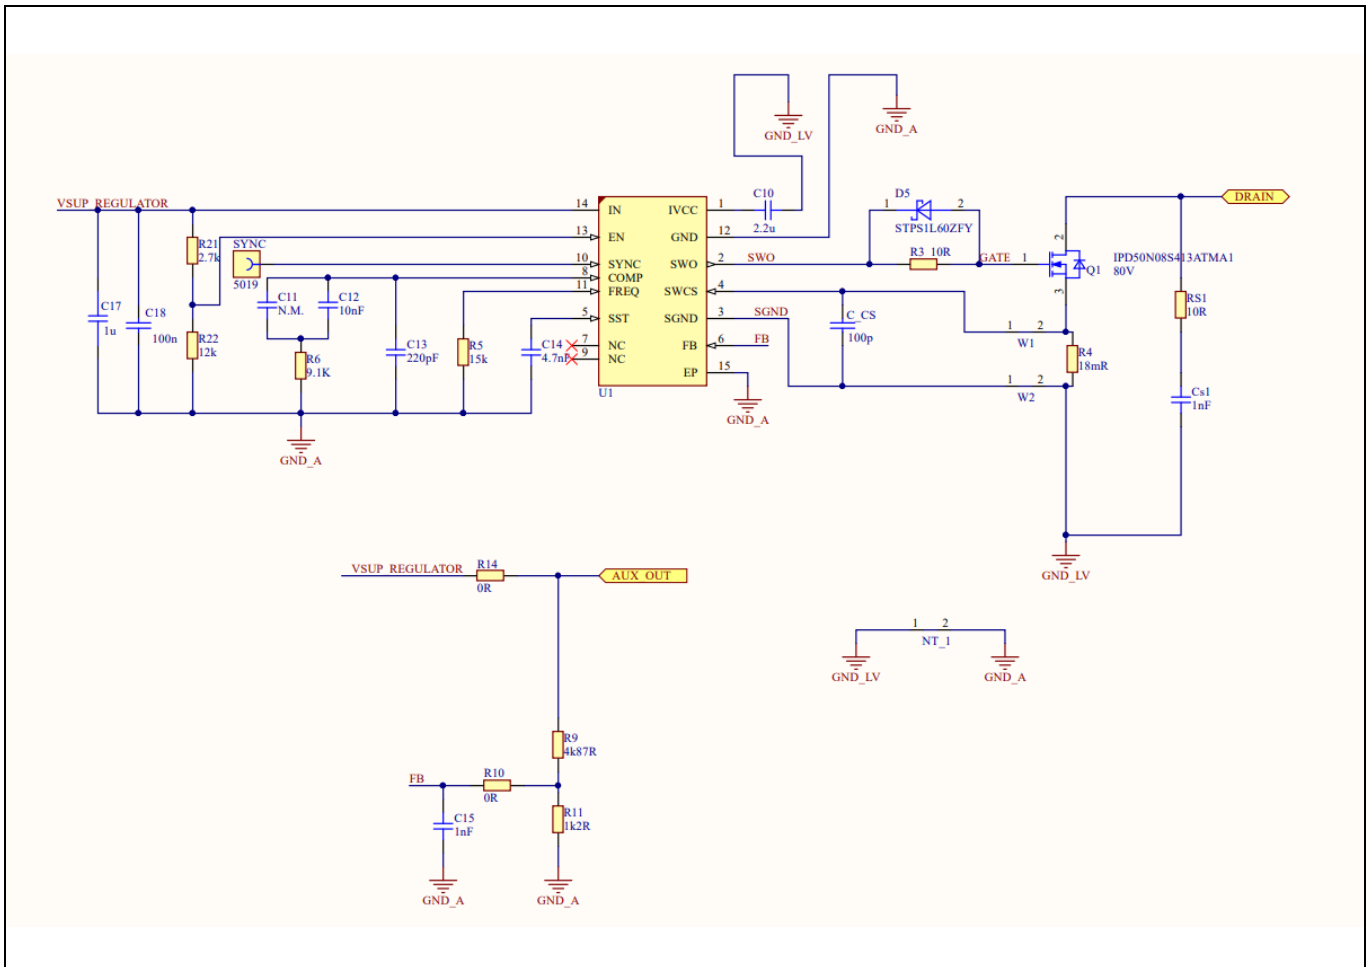 GND_LV
GND_A
VSUP_REGULATOR
14
IN
IVCC
1
C10
2.2u
13
EN
GND
12
D5
1
2
STPS1L60ZFY
DRAIN
R21
2.7k
SYNC
5019
10
SYNC
SWO
2
SWO
R3
10R
GATE
1
2
3
Q1
IPD50N08S413ATMA1
80V
8
COMP
11
FREQ
SWCS
4
C11
N.M.
C12
10nF
RS1
10R
C17
1u
C18
100n
5
SST
SGND
3
SGND
C_CS
100p
1
2
W1
R22
12k
R6
9.1K
C13
220pF
R5
15k
C14
4.7nF
7
NC
9
NC
FB
6
FB
EP
15
R4
18mR
1
2
W2
U1
Cs1
1nF
GND_A
GND_A
VSUP_REGULATOR
R14
0R
AUX_OUT
GND_LV
1
2
NT_1
GND_LV
GND_A
R9
4k87R
FB
R10
0R
C15
1nF
R11
1k2R
GND_A
GND_A